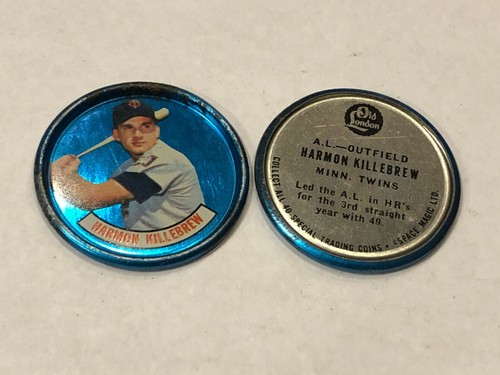 HARMON KILLEBREW
Old
London
A.L.—OUTFIELD
HARMON KILLEBREW
MINN. TWINS
Led the A.L. in HR's
for the 3rd straight
year with 49.
COLLECT ALL 40 SPECIAL TRADING COINS • ©SPACE MAGIC LTD.